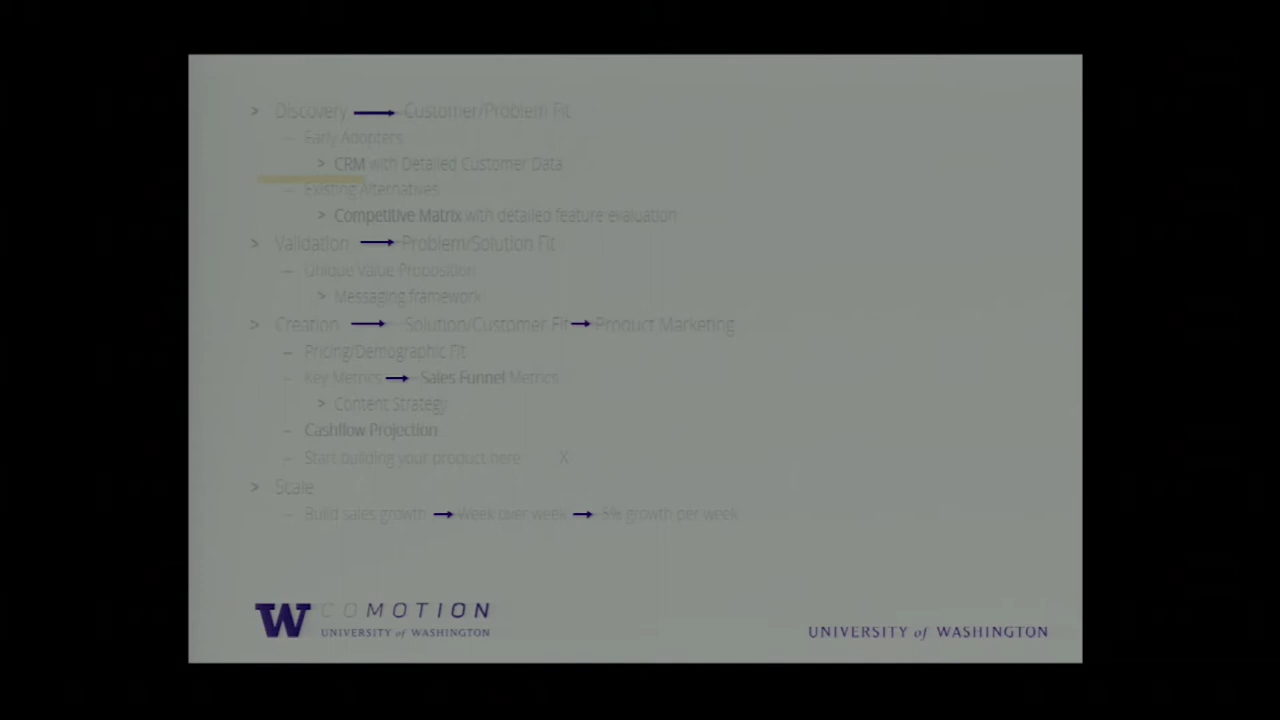 > Discovery → Customer/Problem Fit
– Early Adopters
> CRM with Detailed Customer Data
– Existing Alternatives
> Competitive Matrix with detailed feature evaluation
> Validation → Problem/Solution Fit
– Unique Value Proposition
> Messaging framework
> Creation → Solution/Customer Fit → Product Marketing
– Pricing/Demographic Fit
– Key Metrics → Sales Funnel Metrics
> Content Strategy
– Cashflow Projection
– Start building your product here X
> Scale
– Build sales growth → Week over week → 5% growth per week
W COMOTION
UNIVERSITY of WASHINGTON
UNIVERSITY of WASHINGTON